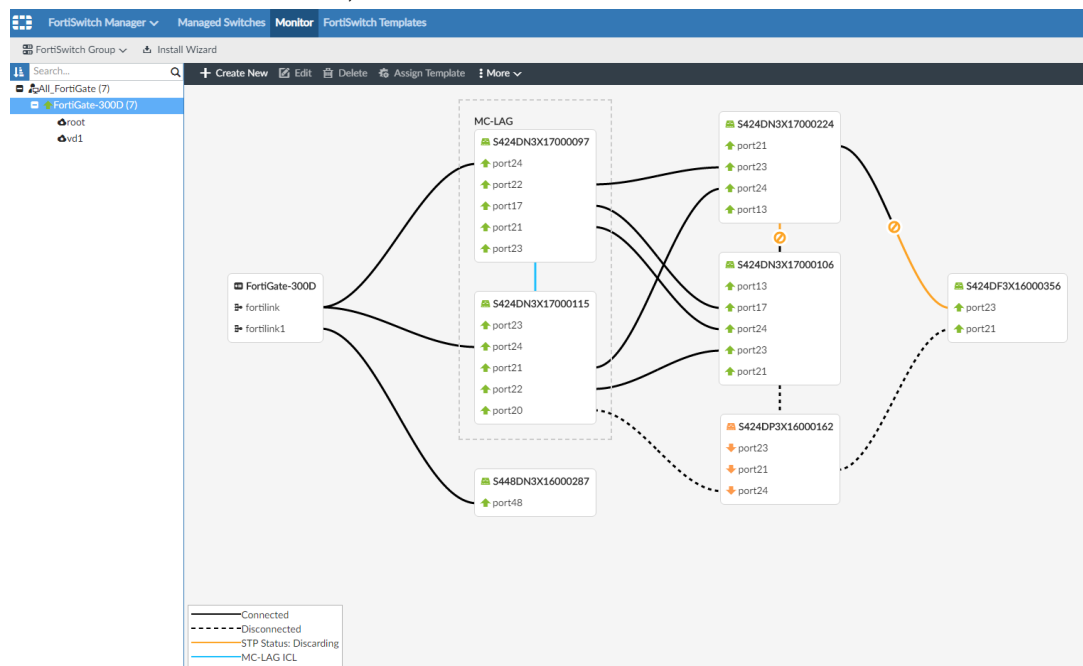 FortiSwitch Manager Managed Switches Monitor FortiSwitch Templates
FortiSwitch Group Install Wizard
Search...
+ Create New Edit Delete Assign Template More
All_FortiGate (7)
FortiGate-300D (7)
root
vd1
FortiGate-300D
fortilink
fortilink1
MC-LAG
S424DN3X17000097
port24
port22
port17
port21
port23
S424DN3X17000115
port23
port24
port21
port22
port20
S448DN3X16000287
port48
S424DN3X17000224
port21
port23
port24
port13
S424DN3X17000106
port13
port17
port24
port23
port21
S424DP3X16000162
port23
port21
port24
S424DF3X16000356
port23
port21
Connected
Disconnected
STP Status: Discarding
MC-LAG ICL